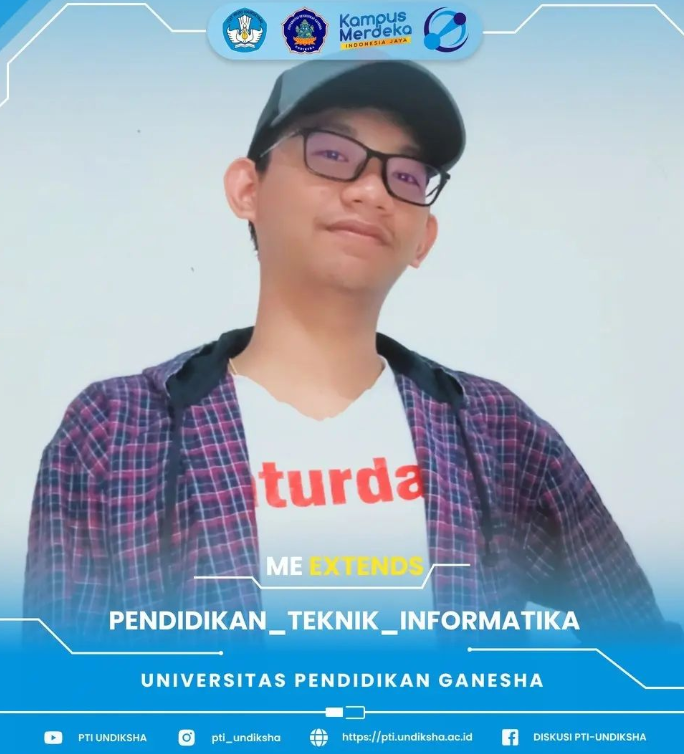 Kampus
Merdeka
INDONESIA JAYA
turda
ME EXTENDS
PENDIDIKAN_TEKNIK_INFORMATIKA
UNIVERSITAS PENDIDIKAN GANESHA
PTI UNDIKSHA
pti_undiksha
https://pti.undiksha.ac.id
DISKUSI PTI-UNDIKSHA